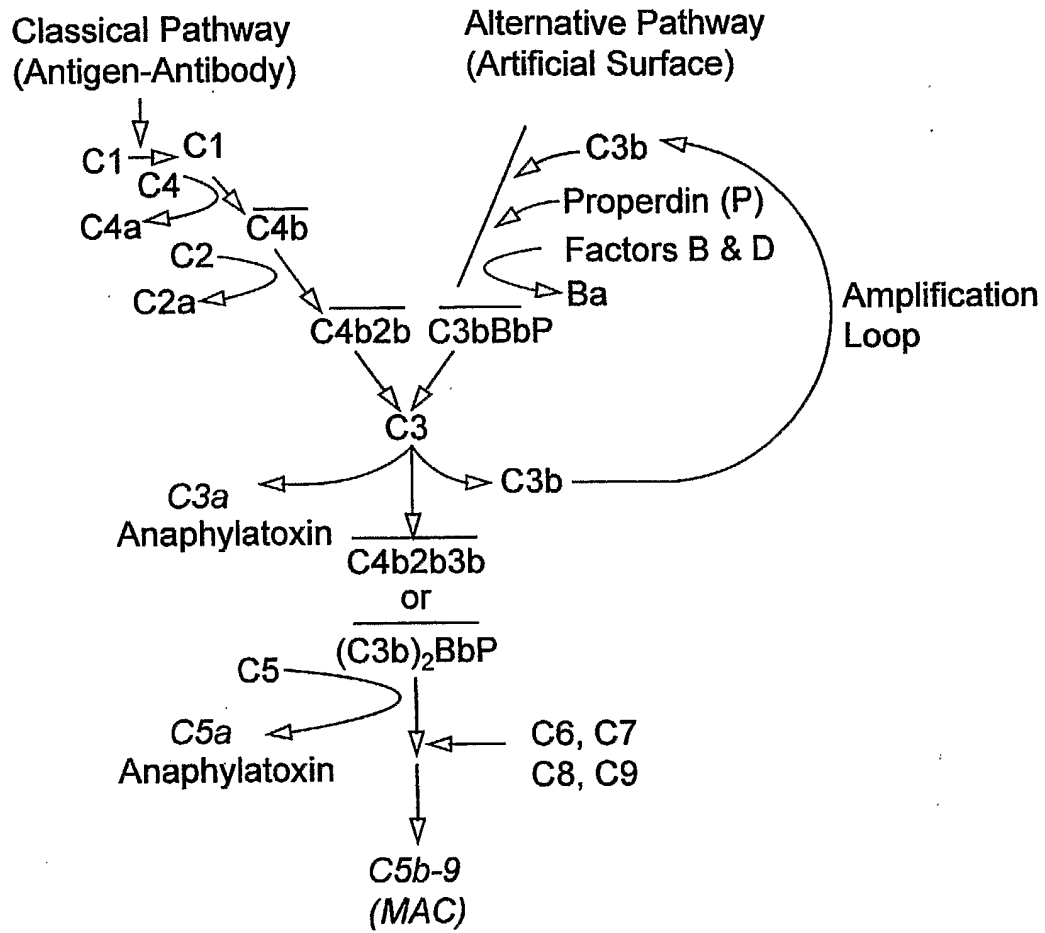 Classical Pathway
(Antigen-Antibody)
Alternative Pathway
(Artificial Surface)
C1
C1
C4
C4a
C4b
C2
C2a
C4b2b
C3b
Properdin (P)
Factors B & D
Ba
C3bBbP
Amplification
Loop
C3
C3a
Anaphylatoxin
C3b
C4b2b3b
or
(C3b)₂BbP
C5
C5a
Anaphylatoxin
C6, C7
C8, C9
C5b-9
(MAC)